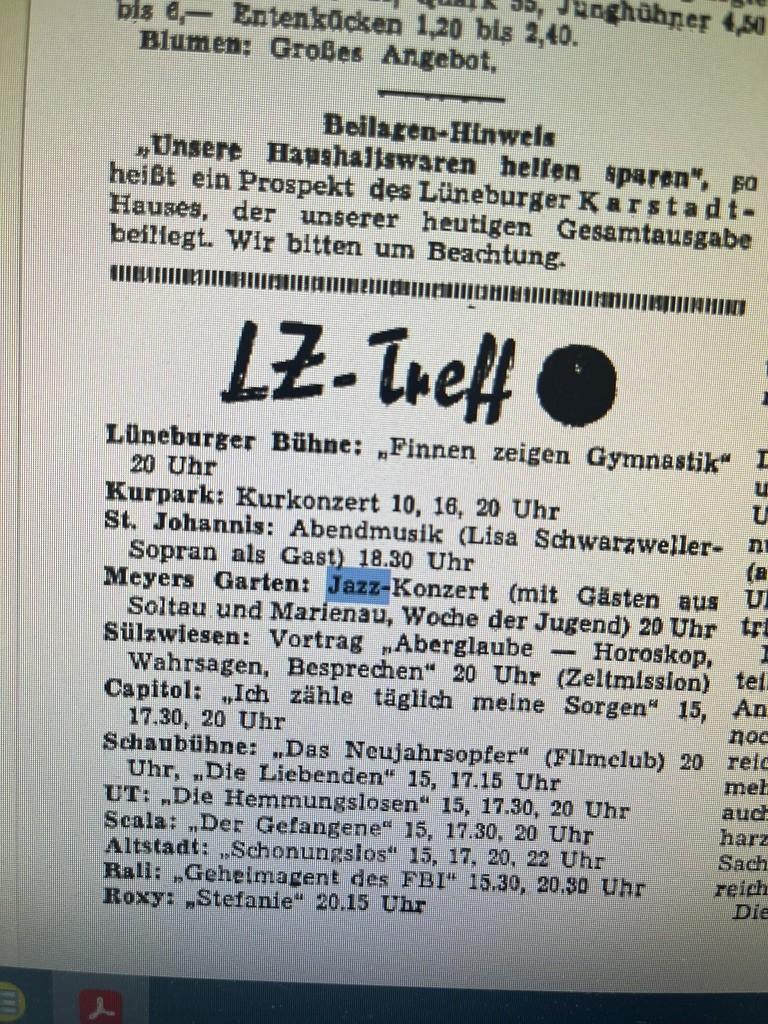 bis 6,— Entenkücken 1,20 bis 2,40. Junghühner 4,50
Blumen: Großes Angebot.
Beilagen-Hinweis
„Unsere Haushaltswaren helfen sparen“, so
heißt ein Prospekt des Lüneburger Karstadt-
Hauses, der unserer heutigen Gesamtausgabe
beiliegt. Wir bitten um Beachtung.
LZ-Treff
Lüneburger Bühne: „Finnen zeigen Gymnastik“
20 Uhr
Kurpark: Kurkonzert 10, 16, 20 Uhr
St. Johannis: Abendmusik (Lisa Schwarzweller-
Sopran als Gast) 18.30 Uhr
Meyers Garten: Jazz-Konzert (mit Gästen aus
Soltau und Marienau, Woche der Jugend) 20 Uhr
Sülzwiesen: Vortrag „Aberglaube — Horoskop,
Wahrsagen, Besprechen“ 20 Uhr (Zeltmission)
Capitol: „Ich zähle täglich meine Sorgen“ 15,
17.30, 20 Uhr
Schaubühne: „Das Neujahrsopfer“ (Filmclub) 20
Uhr, „Die Liebenden“ 15, 17.15 Uhr
UT: „Die Hemmungslosen“ 15, 17.30, 20 Uhr
Scala: „Der Gefangene“ 15, 17.30, 20 Uhr
Altstadt: „Schonungslos“ 15, 17, 20, 22 Uhr
Rali: „Geheimagent des FBI“ 15.30, 20.30 Uhr
Roxy: „Stefanie“ 20.15 Uhr